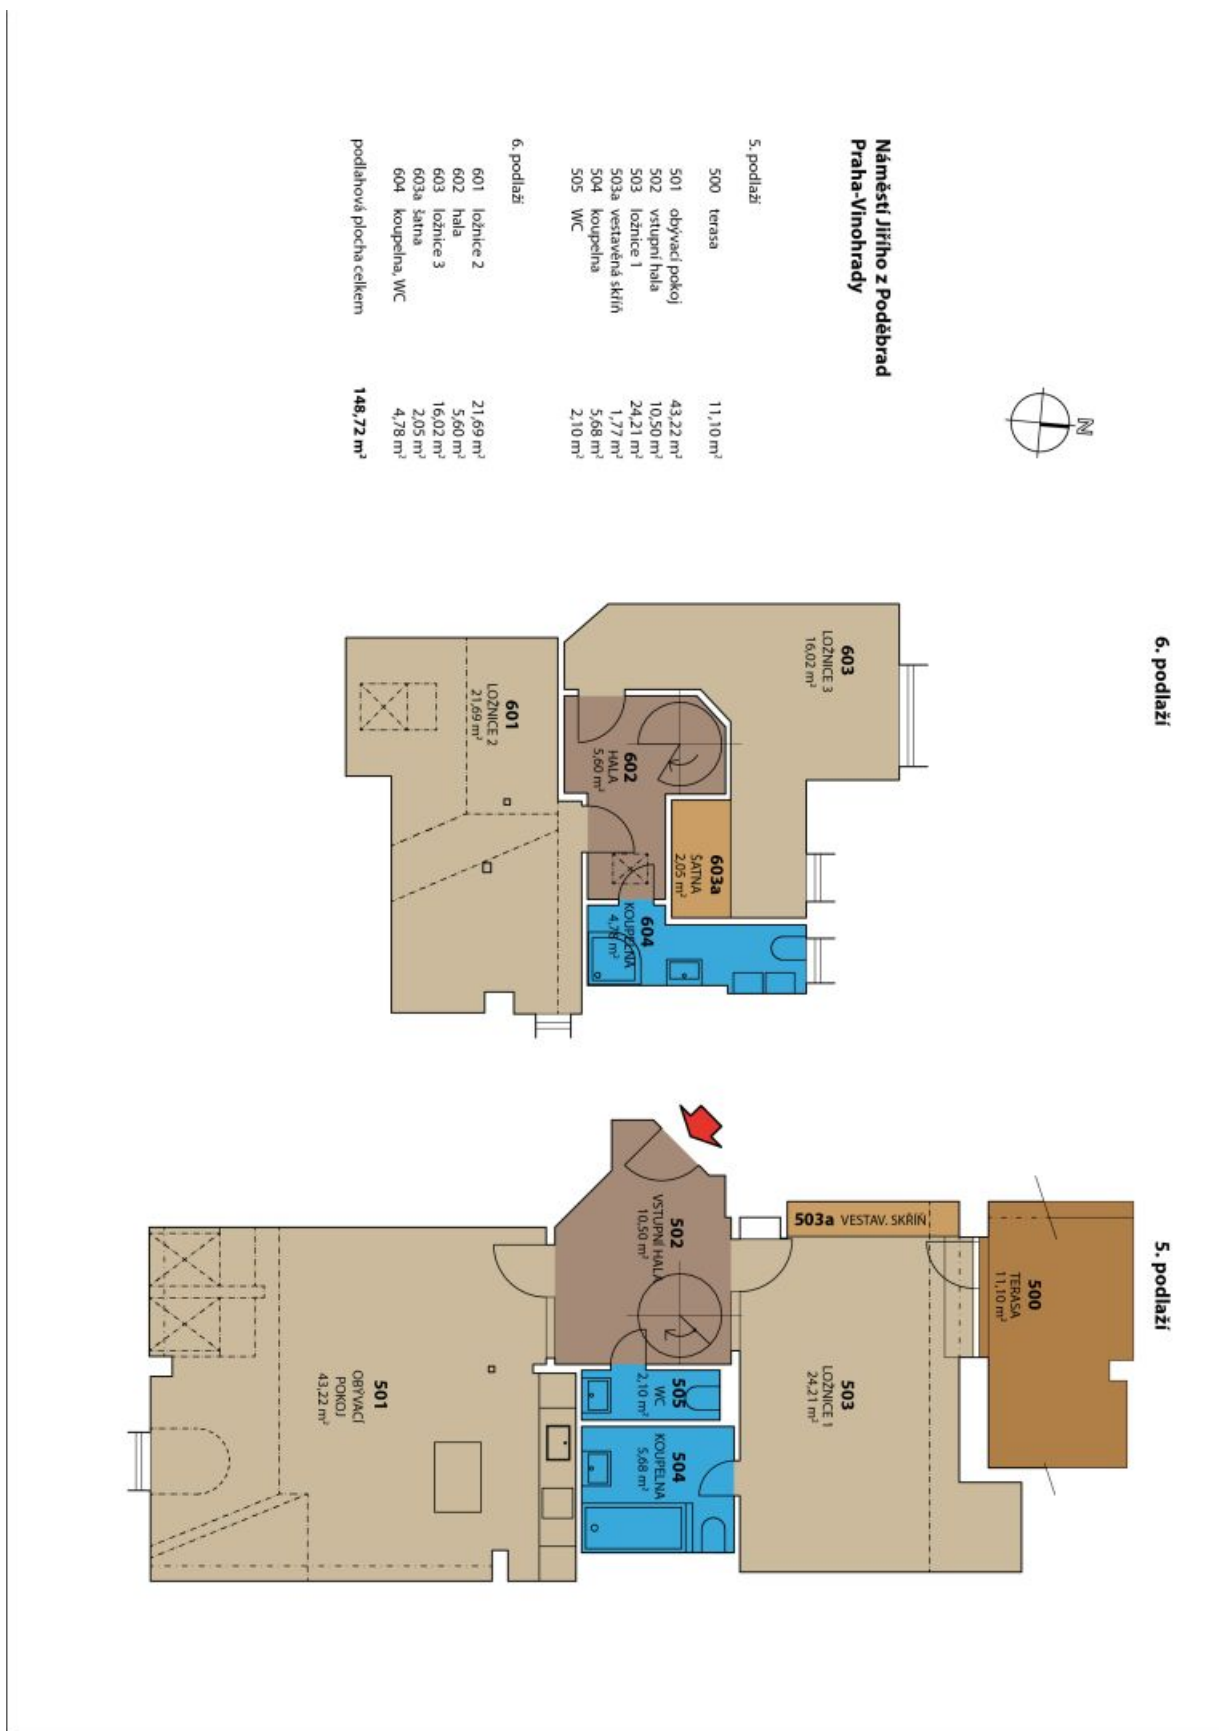 Náměstí Jiřího z Poděbrad
Praha-Vinohrady
N
5. podlaží
500 terasa 11,10 m²
501 obývací pokoj 43,22 m²
502 vstupní hala 10,50 m²
503 ložnice 1 24,21 m²
503a vestavěná skříň 1,77 m²
504 koupelna 5,68 m²
505 WC 2,10 m²
6. podlaží
601 ložnice 2 21,69 m²
602 hala 5,60 m²
603 ložnice 3 16,02 m²
603a šatna 2,05 m²
604 koupelna, WC 4,78 m²
podlahová plocha celkem 148,72 m²
6. podlaží
603
LOŽNICE 3
16,02 m²
601
LOŽNICE 2
21,69 m²
602
HALA
5,60 m²
603a
ŠATNA
2,05 m²
604
KOUPELNA
4,78 m²
5. podlaží
503a VESTAV. SKŘÍŇ
502
VSTUPNÍ HALA
10,50 m²
500
TERASA
11,10 m²
503
LOŽNICE 1
24,21 m²
501
OBÝVACÍ
POKOJ
43,22 m²
505
WC
2,10 m²
504
KOUPELNA
5,68 m²